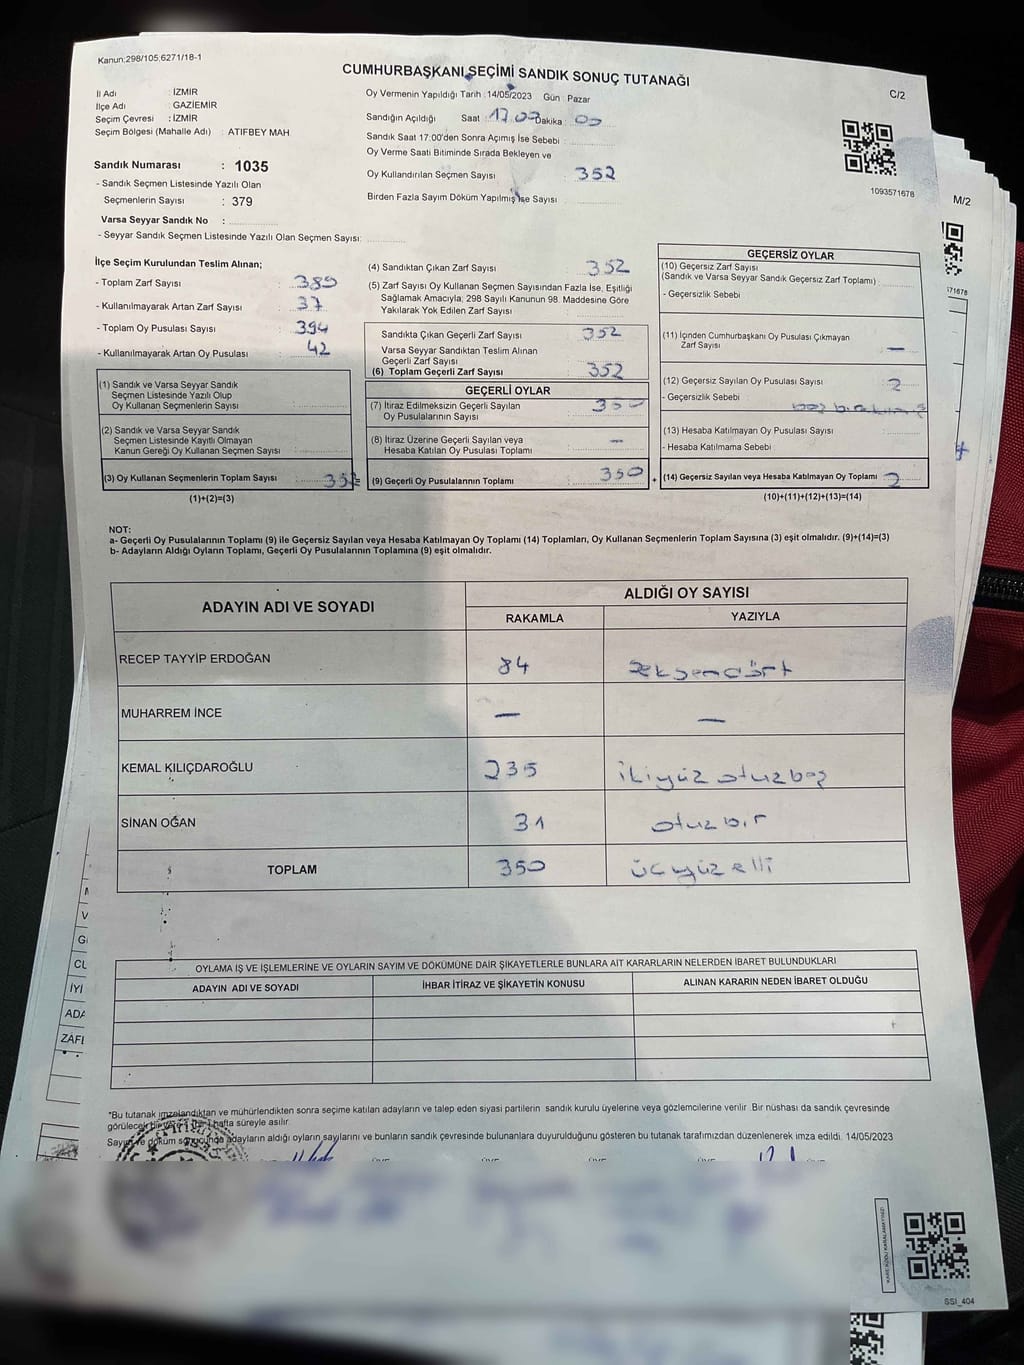 Kanun:298/105,6271/18-1
CUMHURBAŞKANI SEÇİMİ SANDIK SONUÇ TUTANAĞI
C/2
İl Adı : İZMİR
İlçe Adı : GAZİEMİR
Seçim Çevresi : İZMİR
Seçim Bölgesi (Mahalle Adı) : ATIFBEY MAH.
Oy Vermenin Yapıldığı Tarih :14/05/2023 Gün Pazar
Sandığın Açıldığı Saat : 17.00 Dakika : 00
Sandık Saat 17:00'den Sonra Açımış İse Sebebi :
Oy Verme Saati Bitiminde Sırada Bekleyen ve
Oy Kullandırılan Seçmen Sayısı : 352
Birden Fazla Sayım Döküm Yapılmış İse Sayısı :
1093571678
M/2
Sandık Numarası : 1035
- Sandık Seçmen Listesinde Yazılı Olan
Seçmenlerin Sayısı : 379
Varsa Seyyar Sandık No :
- Seyyar Sandık Seçmen Listesinde Yazılı Olan Seçmen Sayısı:
İlçe Seçim Kurulundan Teslim Alınan;
- Toplam Zarf Sayısı : 389
- Kullanılmayarak Artan Zarf Sayısı : 37
- Toplam Oy Pusulası Sayısı : 394
- Kullanılmayarak Artan Oy Pusulası : 42
(1) Sandık ve Varsa Seyyar Sandık
Seçmen Listesinde Yazılı Olup
Oy Kullanan Seçmenlerin Sayısı :
(2) Sandık ve Varsa Seyyar Sandık
Seçmen Listesinde Kayıtlı Olmayan
Kanun Gereği Oy Kullanan Seçmen Sayısı :
(3) Oy Kullanan Seçmenlerin Toplam Sayısı : 352
(1)+(2)=(3)
=
(4) Sandıktan Çıkan Zarf Sayısı : 352
(5) Zarf Sayısı Oy Kullanan Seçmen Sayısından Fazla İse, Eşitliği
Sağlamak Amacıyla; 298 Sayılı Kanunun 98. Maddesine Göre
Yakılarak Yok Edilen Zarf Sayısı :
Sandıkta Çıkan Geçerli Zarf Sayısı : 352
Varsa Seyyar Sandıktan Teslim Alınan
Geçerli Zarf Sayısı :
(6) Toplam Geçerli Zarf Sayısı : 352
GEÇERLİ OYLAR
(7) İtiraz Edilmeksizin Geçerli Sayılan : 350
Oy Pusulalarının Sayısı
(8) İtiraz Üzerine Geçerli Sayılan veya : —
Hesaba Katılan Oy Pusulası Toplamı
(9) Geçerli Oy Pusulalarının Toplamı : 350
+
GEÇERSİZ OYLAR
(10) Geçersiz Zarf Sayısı
(Sandık ve Varsa Seyyar Sandık Geçersiz Zarf Toplamı) :
- Geçersizlik Sebebi
(11) İçinden Cumhurbaşkanı Oy Pusulası Çıkmayan
Zarf Sayısı : —
(12) Geçersiz Sayılan Oy Pusulası Sayısı : 2
- Geçersizlik Sebebi
(13) Hesaba Katılmayan Oy Pusulası Sayısı :
- Hesaba Katılmama Sebebi
(14) Geçersiz Sayılan veya Hesaba Katılmayan Oy Toplamı : 2
(10)+(11)+(12)+(13)=(14)
NOT:
a- Geçerli Oy Pusulalarının Toplamı (9) ile Geçersiz Sayılan veya Hesaba Katılmayan Oy Toplamı (14) Toplamları, Oy Kullanan Seçmenlerin Toplam Sayısına (3) eşit olmalıdır. (9)+(14)=(3)
b- Adayların Aldığı Oyların Toplamı, Geçerli Oy Pusulalarının Toplamına (9) eşit olmalıdır.
ADAYIN ADI VE SOYADI ALDIĞI OY SAYISI
RAKAMLA YAZIYLA
RECEP TAYYİP ERDOĞAN 84 seksendört
MUHARREM İNCE — —
KEMAL KILIÇDAROĞLU 235 ikiyüz otuzbeş
SİNAN OĞAN 31 otuzbir
TOPLAM 350 üçyüzelli
OYLAMA İŞ VE İŞLEMLERİNE VE OYLARIN SAYIM VE DÖKÜMÜNE DAİR ŞİKAYETLERLE BUNLARA AİT KARARLARIN NELERDEN İBARET BULUNDUKLARI
ADAYIN ADI VE SOYADI İHBAR İTİRAZ VE ŞİKAYETİN KONUSU ALINAN KARARIN NEDEN İBARET OLDUĞU
*Bu tutanak imzalandıktan ve mühürlendikten sonra seçime katılan adayların ve talep eden siyasi partilerin sandık kurulu üyelerine veya gözlemcilerine verilir .Bir nüshası da sandık çevresinde
görülecek bir yere 1 (bir) hafta süreyle asılır.
Sayım ve döküm sonucunda adayların aldığı oyların sayılarını ve bunların sandık çevresinde bulunanlara duyurulduğunu gösteren bu tutanak tarafımızdan düzenlenerek imza edildi. 14/05/2023
SSI_404